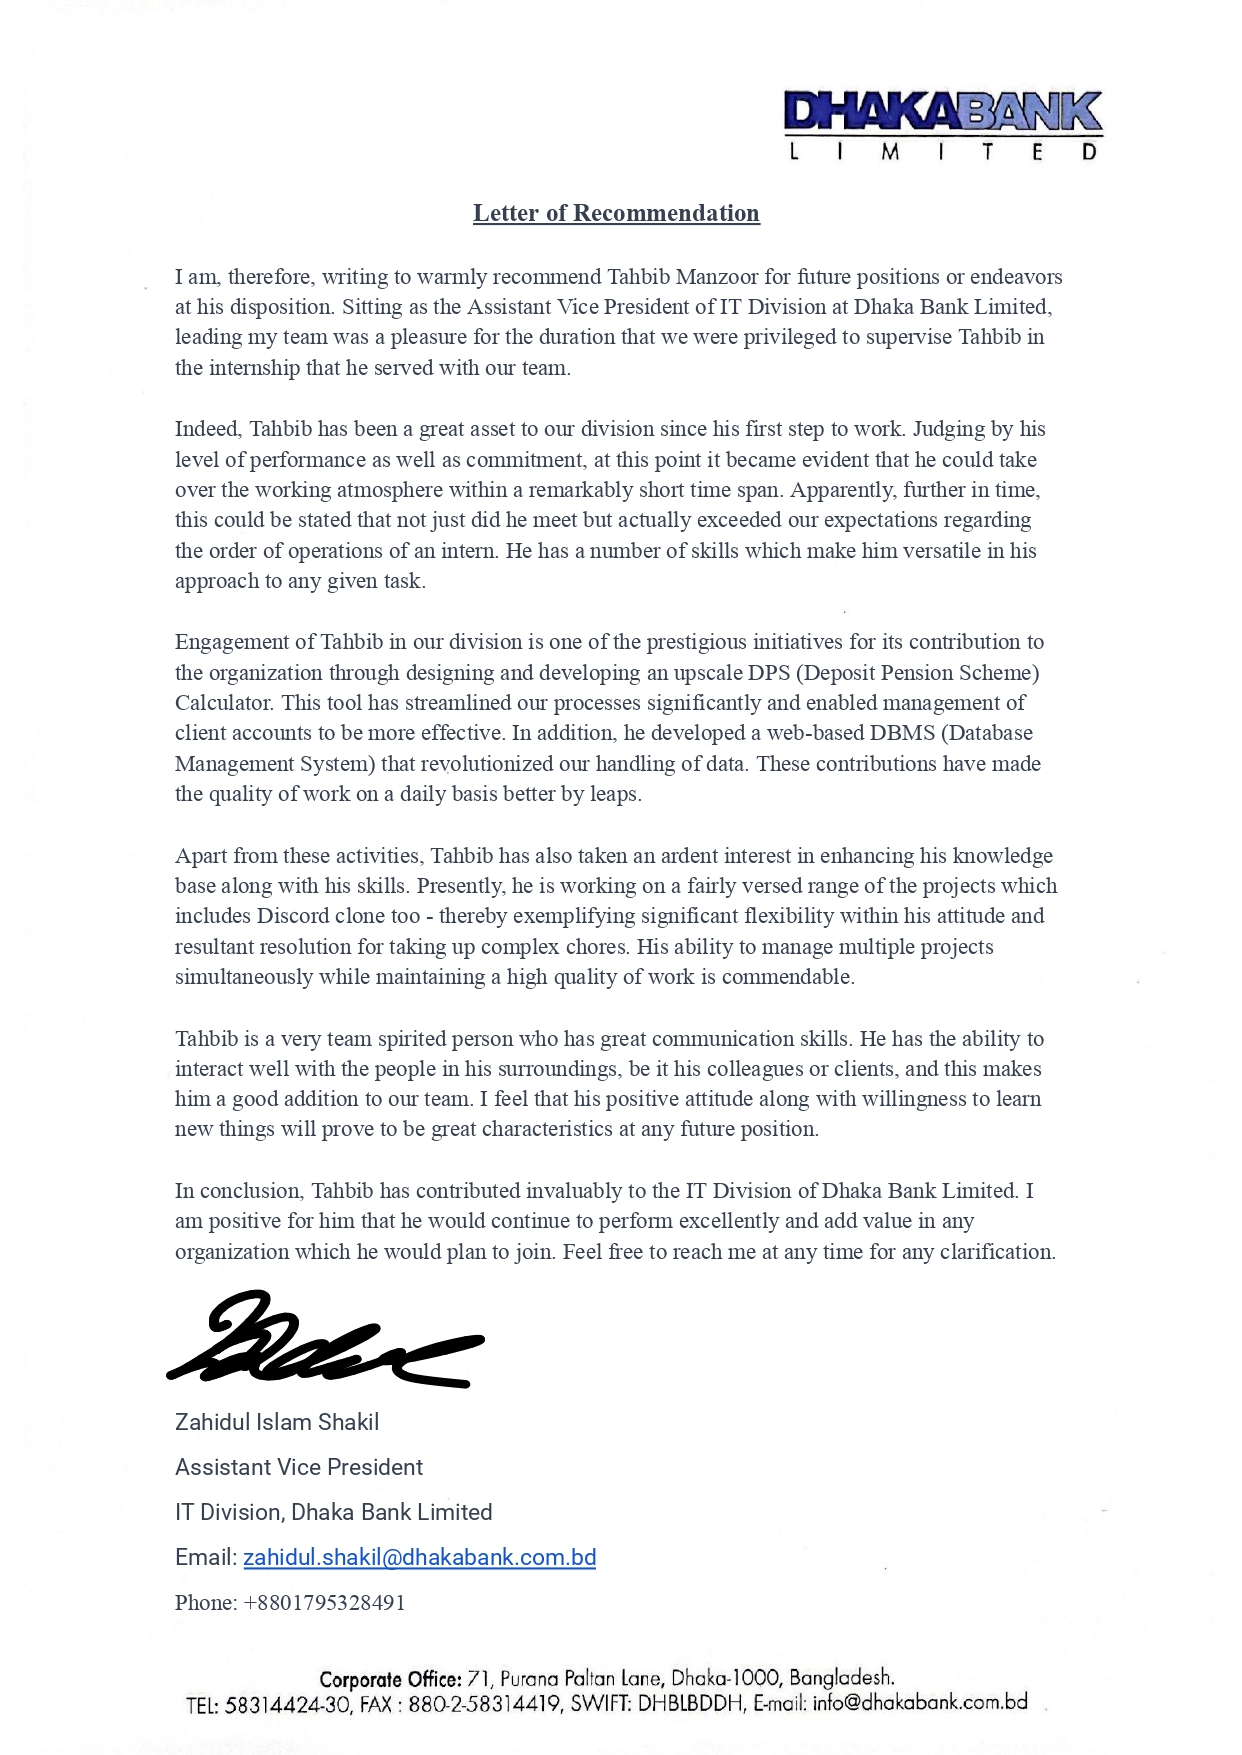 DHAKABANK
LIMITED
Letter of Recommendation
I am, therefore, writing to warmly recommend Tahbib Manzoor for future positions or endeavors
at his disposition. Sitting as the Assistant Vice President of IT Division at Dhaka Bank Limited,
leading my team was a pleasure for the duration that we were privileged to supervise Tahbib in
the internship that he served with our team.
Indeed, Tahbib has been a great asset to our division since his first step to work. Judging by his
level of performance as well as commitment, at this point it became evident that he could take
over the working atmosphere within a remarkably short time span. Apparently, further in time,
this could be stated that not just did he meet but actually exceeded our expectations regarding
the order of operations of an intern. He has a number of skills which make him versatile in his
approach to any given task.
Engagement of Tahbib in our division is one of the prestigious initiatives for its contribution to
the organization through designing and developing an upscale DPS (Deposit Pension Scheme)
Calculator. This tool has streamlined our processes significantly and enabled management of
client accounts to be more effective. In addition, he developed a web-based DBMS (Database
Management System) that revolutionized our handling of data. These contributions have made
the quality of work on a daily basis better by leaps.
Apart from these activities, Tahbib has also taken an ardent interest in enhancing his knowledge
base along with his skills. Presently, he is working on a fairly versed range of the projects which
includes Discord clone too - thereby exemplifying significant flexibility within his attitude and
resultant resolution for taking up complex chores. His ability to manage multiple projects
simultaneously while maintaining a high quality of work is commendable.
Tahbib is a very team spirited person who has great communication skills. He has the ability to
interact well with the people in his surroundings, be it his colleagues or clients, and this makes
him a good addition to our team. I feel that his positive attitude along with willingness to learn
new things will prove to be great characteristics at any future position.
In conclusion, Tahbib has contributed invaluably to the IT Division of Dhaka Bank Limited. I
am positive for him that he would continue to perform excellently and add value in any
organization which he would plan to join. Feel free to reach me at any time for any clarification.
Zahidul Islam Shakil
Assistant Vice President
IT Division, Dhaka Bank Limited
Email: zahidul.shakil@dhakabank.com.bd
Phone: +8801795328491
Corporate Office: 71, Purana Paltan Lane, Dhaka-1000, Bangladesh.
TEL: 58314424-30, FAX : 880-2-58314419, SWIFT: DHBLBDDH, E-mail: info@dhakabank.com.bd